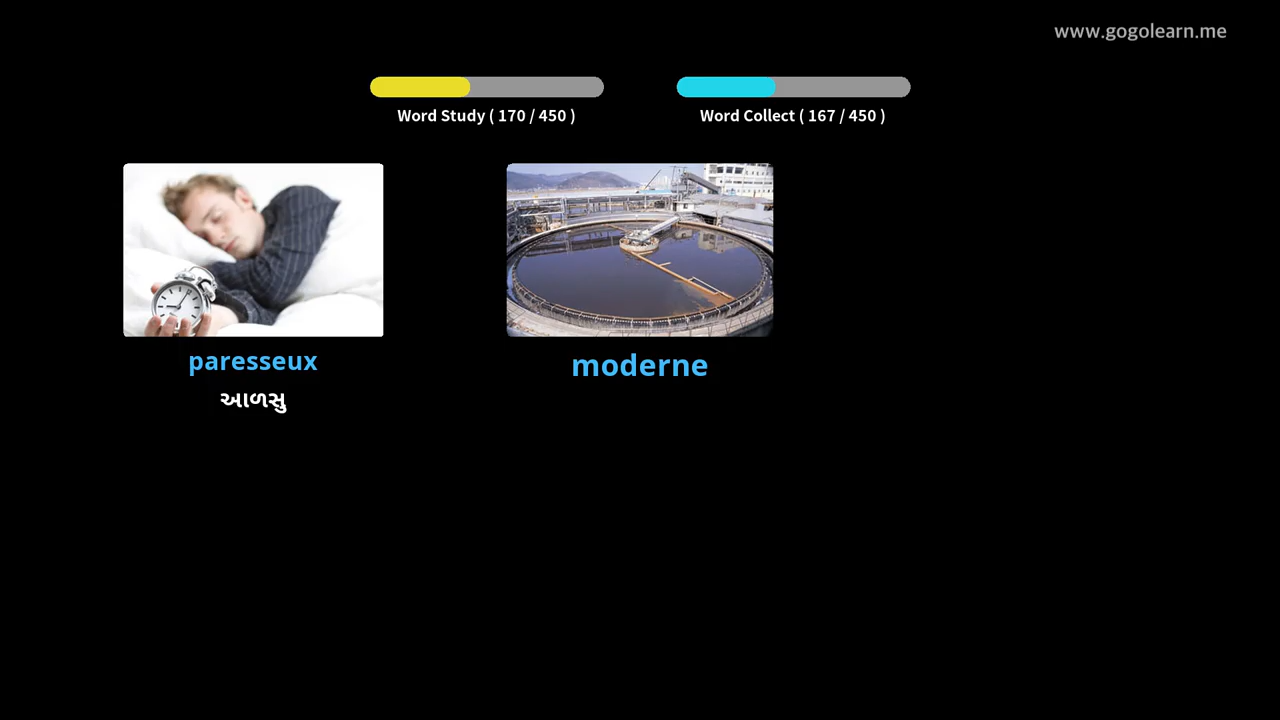 www.gogolearn.me
Word Study ( 170 / 450 )
Word Collect ( 167 / 450 )
paresseux
આળસુ
moderne